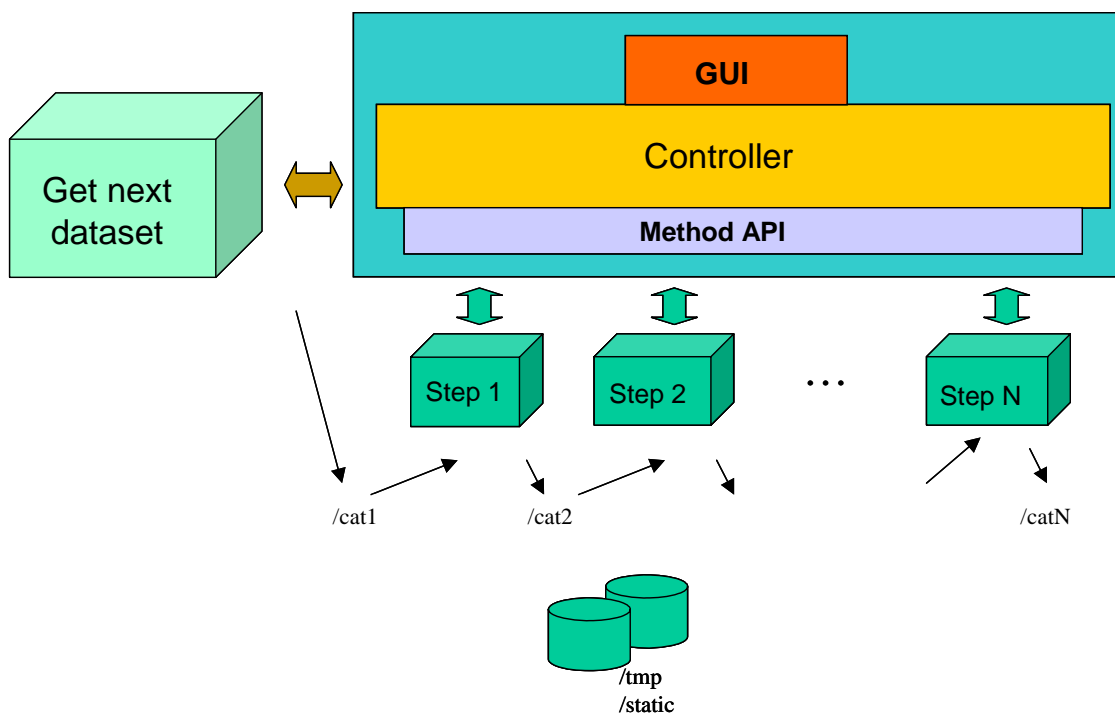 GUI
Controller
Method API
Get next
dataset
Step 1
Step 2
...
Step N
/cat1
/cat2
/catN
/tmp
/static